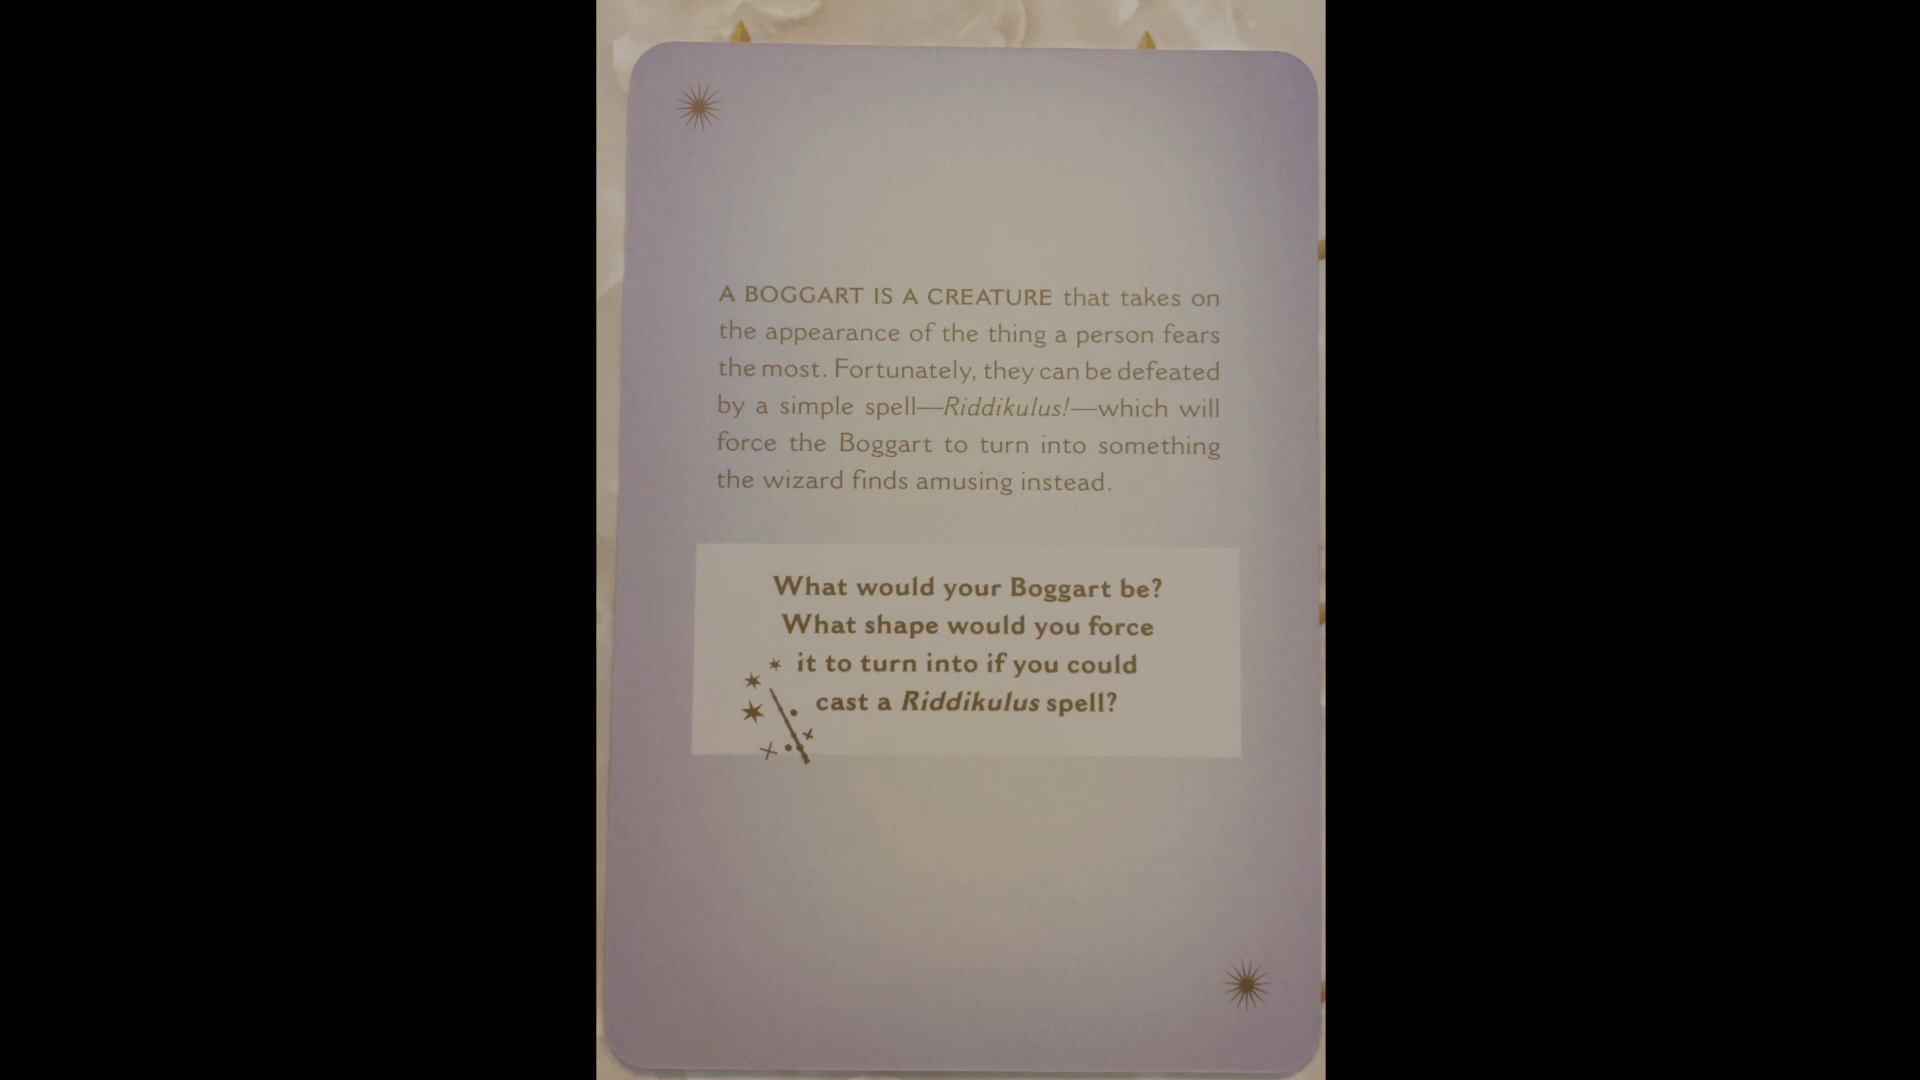 A BOGGART IS A CREATURE that takes on
the appearance of the thing a person fears
the most. Fortunately, they can be defeated
by a simple spell—Riddikulus!—which will
force the Boggart to turn into something
the wizard finds amusing instead.
What would your Boggart be?
What shape would you force
it to turn into if you could
cast a Riddikulus spell?